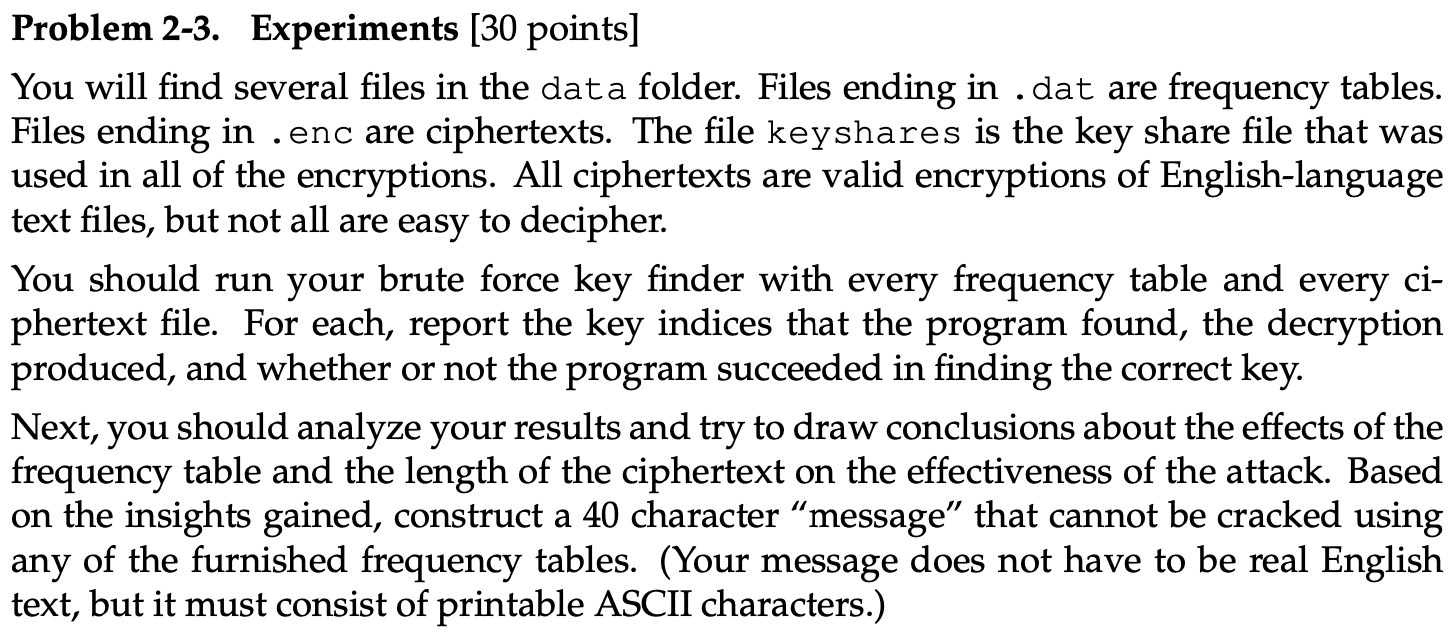 Problem 2-3. Experiments [30 points]
You will find several files in the data folder. Files ending in .dat are frequency tables.
Files ending in .enc are ciphertexts. The file keyshares is the key share file that was
used in all of the encryptions. All ciphertexts are valid encryptions of English-language
text files, but not all are easy to decipher.
You should run your brute force key finder with every frequency table and every ci-
phertext file. For each, report the key indices that the program found, the decryption
produced, and whether or not the program succeeded in finding the correct key.
Next, you should analyze your results and try to draw conclusions about the effects of the
frequency table and the length of the ciphertext on the effectiveness of the attack. Based
on the insights gained, construct a 40 character “message” that cannot be cracked using
any of the furnished frequency tables. (Your message does not have to be real English
text, but it must consist of printable ASCII characters.)